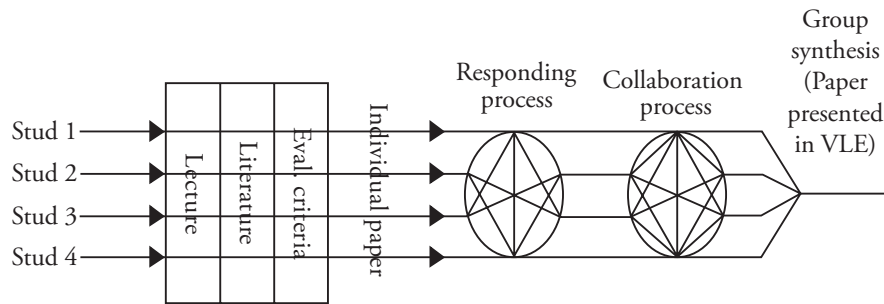 Group
synthesis
(Paper
presented
in VLE)
Responding
process
Collaboration
process
Stud 1
Stud 2
Stud 3
Stud 4
Lecture
Literature
Eval. criteria
Individual paper